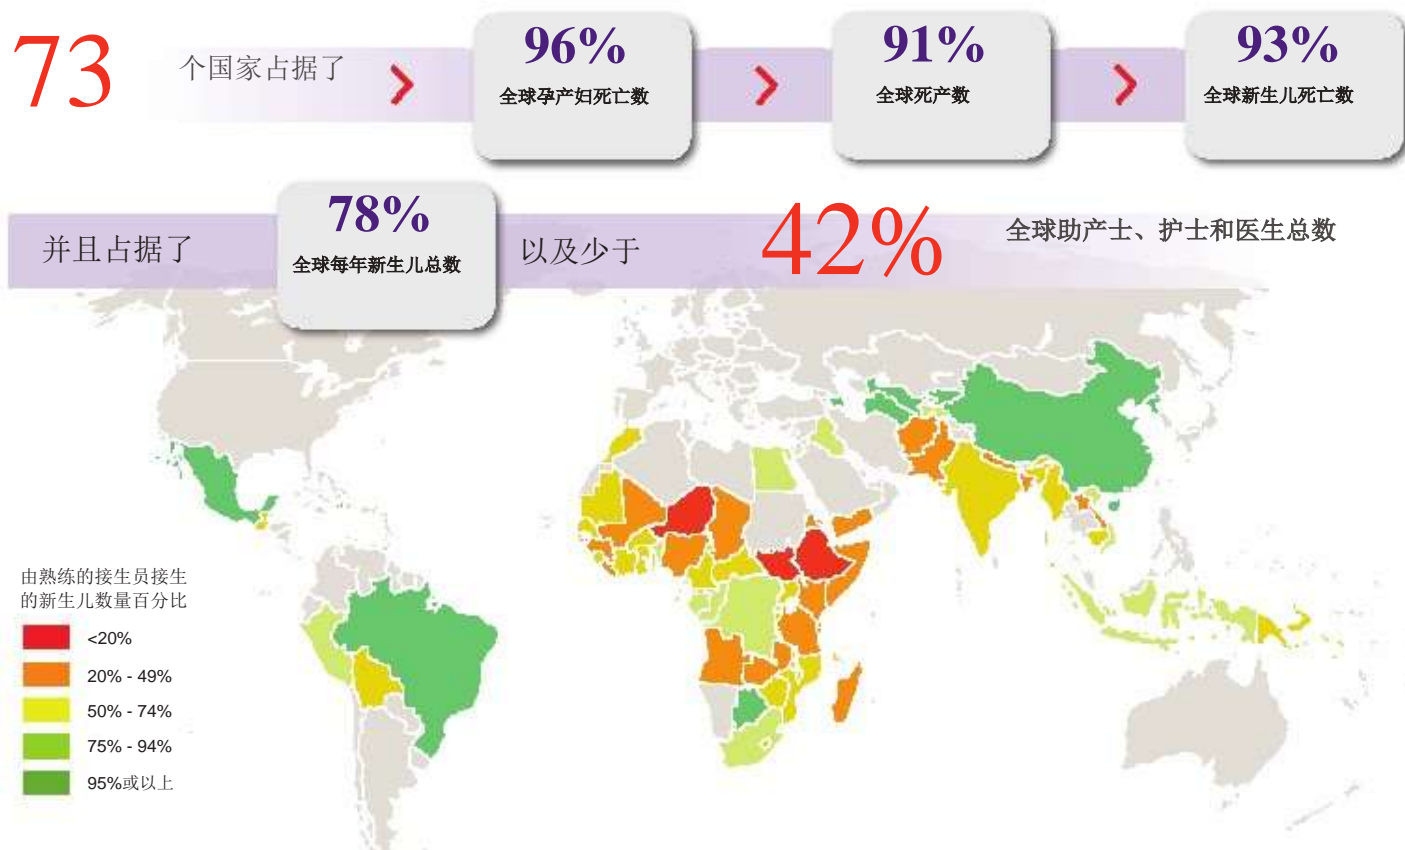 73
个国家占据了
96%
全球孕产妇死亡数
91%
全球死产数
93%
全球新生儿死亡数
并且占据了
78%
全球每年新生儿总数
以及少于
42%
全球助产士、护士和医生总数
由熟练的接生员接生
的新生儿数量百分比
<20%
20% - 49%
50% - 74%
75% - 94%
95%或以上